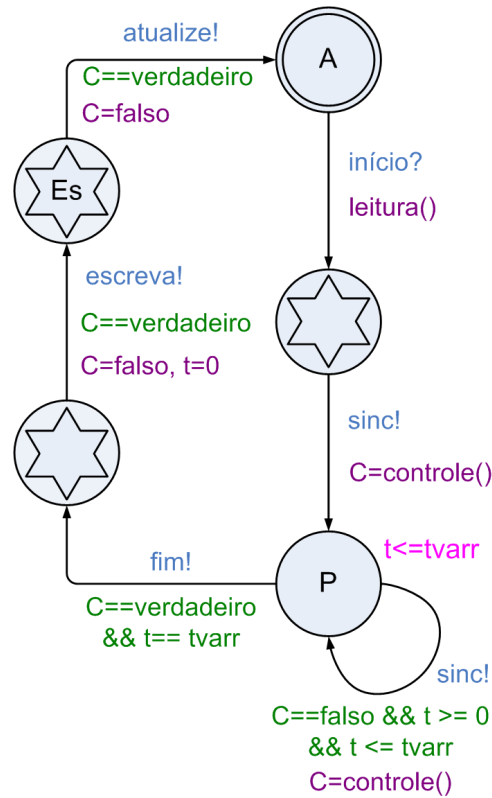 atualize!
A
C==verdadeiro
C=falso
início?
Es
leitura()
escreva!
C==verdadeiro
C=falso, t=0
sinc!
C=controle()
t<=tvarr
fim!
P
C==verdadeiro
&& t== tvarr
sinc!
C==falso && t >= 0
&& t <= tvarr
C=controle()